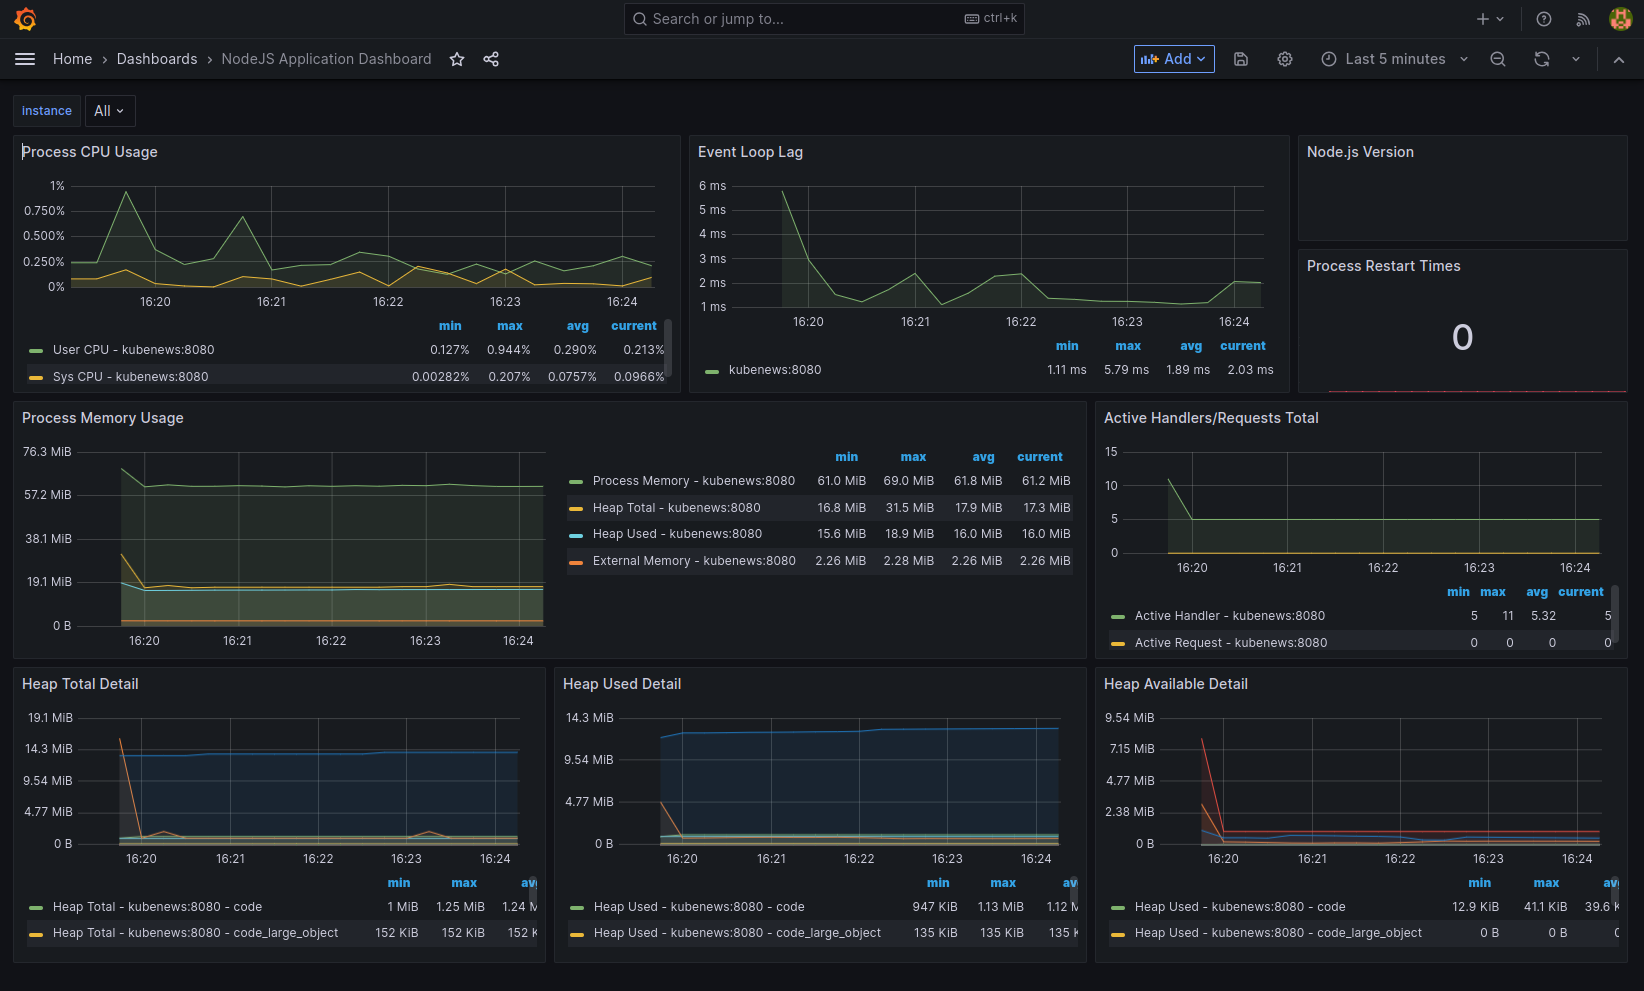 Search or jump to... ctrl+k
Home › Dashboards › NodeJS Application Dashboard Add Last 5 minutes
instance All
Process CPU Usage
1%
0.750%
0.500%
0.250%
0%
16:20 16:21 16:22 16:23 16:24
min max avg current
User CPU - kubenews:8080 0.127% 0.944% 0.290% 0.213%
Sys CPU - kubenews:8080 0.00282% 0.207% 0.0757% 0.0966%
Event Loop Lag
6 ms
5 ms
4 ms
3 ms
2 ms
1 ms
16:20 16:21 16:22 16:23 16:24
min max avg current
kubenews:8080 1.11 ms 5.79 ms 1.89 ms 2.03 ms
Node.js Version
Process Restart Times
0
Process Memory Usage
76.3 MiB
57.2 MiB
38.1 MiB
19.1 MiB
0 B
16:20 16:21 16:22 16:23 16:24
min max avg current
Process Memory - kubenews:8080 61.0 MiB 69.0 MiB 61.8 MiB 61.2 MiB
Heap Total - kubenews:8080 16.8 MiB 31.5 MiB 17.9 MiB 17.3 MiB
Heap Used - kubenews:8080 15.6 MiB 18.9 MiB 16.0 MiB 16.0 MiB
External Memory - kubenews:8080 2.26 MiB 2.28 MiB 2.26 MiB 2.26 MiB
Active Handlers/Requests Total
15
10
5
0
16:20 16:21 16:22 16:23 16:24
min max avg current
Active Handler - kubenews:8080 5 11 5.32 5
Active Request - kubenews:8080 0 0 0 0
Heap Total Detail
19.1 MiB
14.3 MiB
9.54 MiB
4.77 MiB
0 B
16:20 16:21 16:22 16:23 16:24
min max avg
Heap Total - kubenews:8080 - code 1 MiB 1.25 MiB 1.24 M
Heap Total - kubenews:8080 - code_large_object 152 KiB 152 KiB 152 K
Heap Used Detail
14.3 MiB
9.54 MiB
4.77 MiB
0 B
16:20 16:21 16:22 16:23 16:24
min max av
Heap Used - kubenews:8080 - code 947 KiB 1.13 MiB 1.12 M
Heap Used - kubenews:8080 - code_large_object 135 KiB 135 KiB 135 K
Heap Available Detail
9.54 MiB
7.15 MiB
4.77 MiB
2.38 MiB
0 B
16:20 16:21 16:22 16:23 16:24
min max avg
Heap Used - kubenews:8080 - code 12.9 KiB 41.1 KiB 39.6 K
Heap Used - kubenews:8080 - code_large_object 0 B 0 B 0